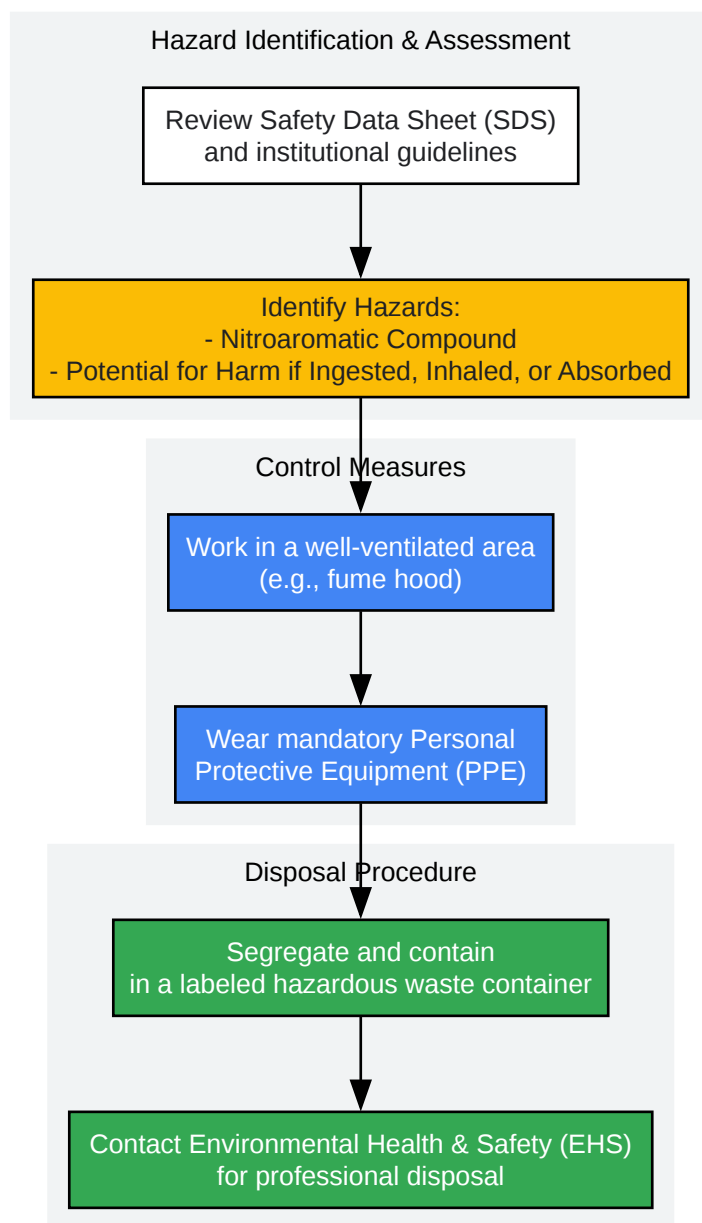 Hazard Identification & Assessment
Review Safety Data Sheet (SDS)
and institutional guidelines
Identify Hazards:
- Nitroaromatic Compound
- Potential for Harm if Ingested, Inhaled, or Absorbed
Control Measures
Work in a well-ventilated area
(e.g., fume hood)
Wear mandatory Personal
Protective Equipment (PPE)
Disposal Procedure
Segregate and contain
in a labeled hazardous waste container
Contact Environmental Health & Safety (EHS)
for professional disposal